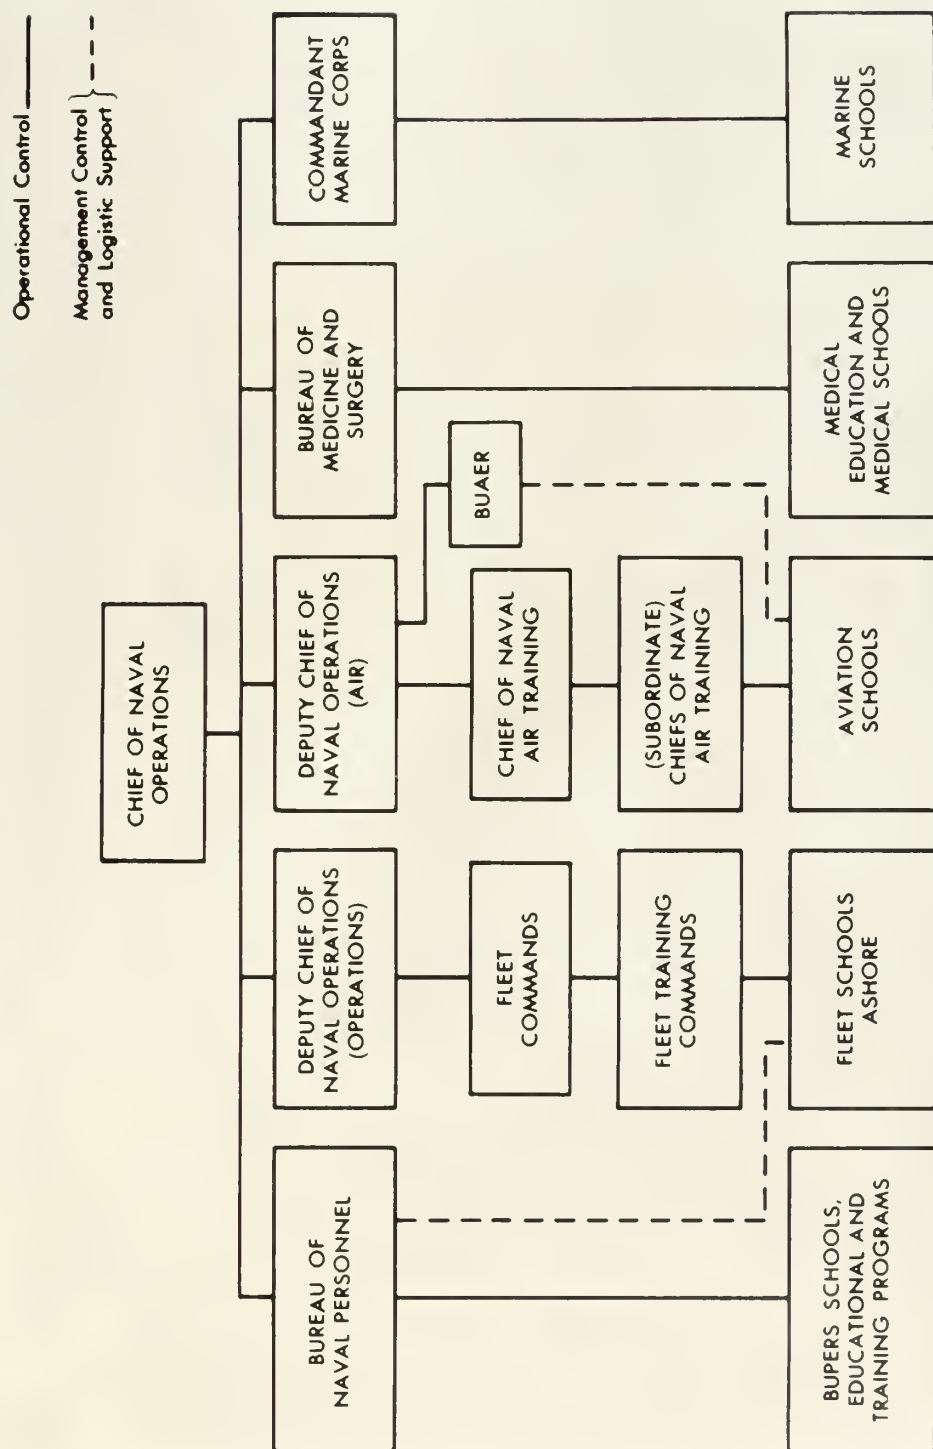 Operational Control
Management Control
and Logistic Support
CHIEF OF NAVAL
OPERATIONS
BUREAU OF
NAVAL PERSONNEL
DEPUTY CHIEF OF
NAVAL OPERATIONS
(OPERATIONS)
DEPUTY CHIEF OF
NAVAL OPERATIONS
(AIR)
BUREAU OF
MEDICINE AND
SURGERY
COMMANDANT
MARINE CORPS
FLEET
COMMANDS
CHIEF OF NAVAL
AIR TRAINING
BUAER
FLEET TRAINING
COMMANDS
(SUBORDINATE)
CHIEFS OF NAVAL
AIR TRAINING
BUPERS SCHOOLS,
EDUCATIONAL AND
TRAINING PROGRAMS
FLEET SCHOOLS
ASHORE
AVIATION
SCHOOLS
MEDICAL
EDUCATION AND
MEDICAL SCHOOLS
MARINE
SCHOOLS